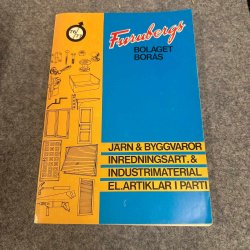 Furubergs
BOLAGET
BORÅS
JÄRN & BYGGVAROR
INREDNINGSART. &
INDUSTRIMATERIAL
EL.ARTIKLAR I PARTI